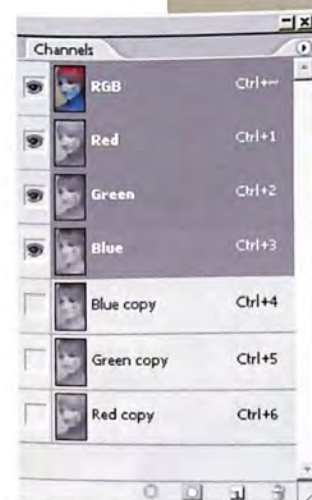 Channels
RGB Ctrl+~
Red Ctrl+1
Green Ctrl+2
Blue Ctrl+3
Blue copy Ctrl+4
Green copy Ctrl+5
Red copy Ctrl+6